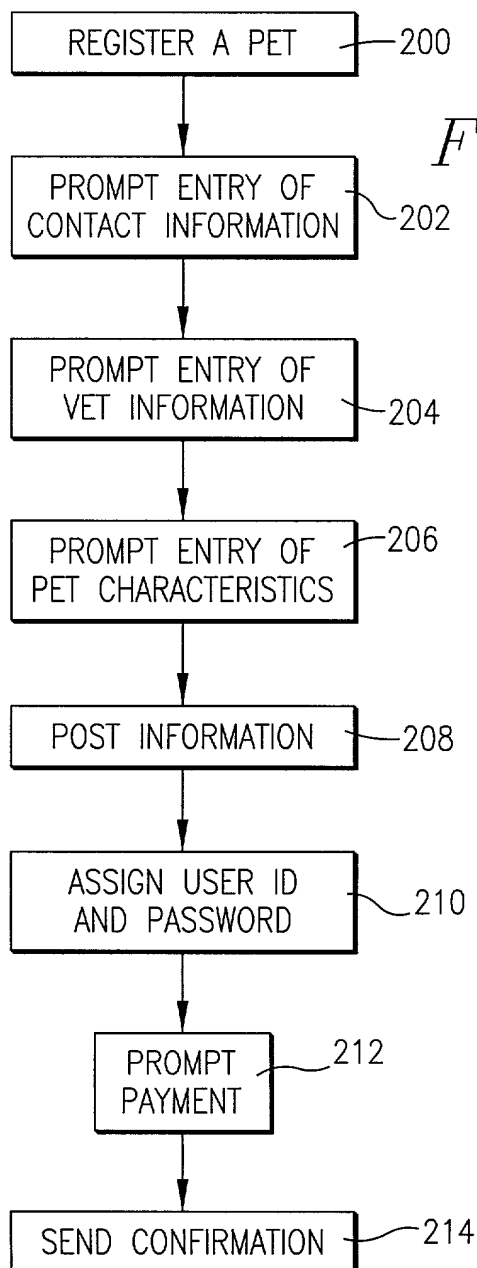 REGISTER A PET
200
F
PROMPT ENTRY OF
CONTACT INFORMATION
202
PROMPT ENTRY OF
VET INFORMATION
204
PROMPT ENTRY OF
PET CHARACTERISTICS
206
POST INFORMATION
208
ASSIGN USER ID
AND PASSWORD
210
PROMPT
PAYMENT
212
SEND CONFIRMATION
214